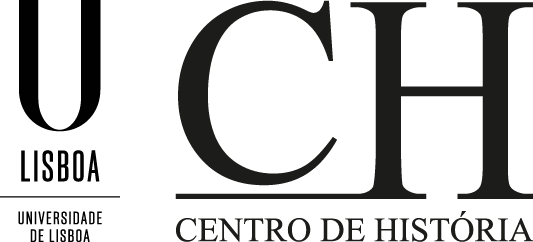 U
LISBOA
UNIVERSIDADE
DE LISBOA
CH
CENTRO DE HISTÓRIA